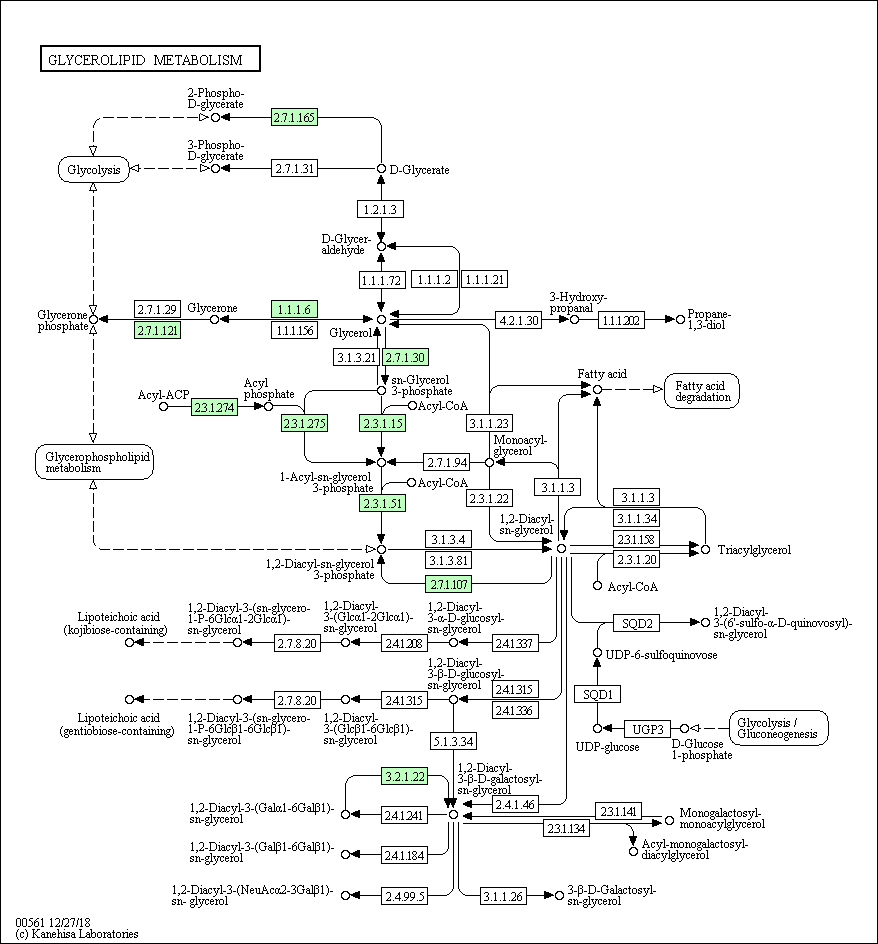 GLYCEROLIPID METABOLISM
2-Phospho-
D-glycerate
2.7.1.165
3-Phospho-
D-glycerate
Glycolysis
2.7.1.31
D-Glycerate
1.2.1.3
D-Glycer-
aldehyde
1.1.1.72
1.1.1.2
1.1.1.21
Glycerone
phosphate
2.7.1.29
2.7.1.121
Glycerone
1.1.1.6
1.1.1.156
Glycerol
4.2.1.30
3-Hydroxy-
propanal
1.1.1202
Propane-
1,3-diol
3.1.3.21
2.7.1.30
sn-Glycerol
3-phosphate
Fatty acid
Fatty acid
degradation
Acyl-ACP
2.3.1.274
Acyl
phosphate
2.3.1.275
2.3.1.15
Acyl-CoA
3.1.1.23
Monoacyl-
glycerol
Glycerophospholipid
metabolism
2.7.1.94
1-Acyl-sn-glycerol
3-phosphate
Acyl-CoA
2.3.1.22
3.1.1.3
2.3.1.51
3.1.1.3
3.1.1.34
1,2-Diacyl-
sn-glycerol
3.1.3.4
3.1.3.81
2.3.1.158
2.3.1.20
Triacylglycerol
1,2-Diacyl-sn-glycerol
3-phosphate
2.7.1.107
Acyl-CoA
Lipoteichoic acid
(kojibiose-containing)
1,2-Diacyl-3-(sn-glycero-
1-P-6Glcα1-2Glcα1)-
sn-glycerol
2.7.8.20
1,2-Diacyl-
3-(Glcα1-2Glcα1)-
sn-glycerol
2.4.1208
1,2-Diacyl-
3-α-D-glucosyl-
sn-glycerol
2.4.1337
SQD2
1,2-Diacyl-
3-(6'-sulfo-α-D-quinovosyl)-
sn-glycerol
UDP-6-sulfoquinovose
1,2-Diacyl-
3-β-D-glucosyl-
sn-glycerol
2.7.8.20
2.4.1315
2.4.1315
2.4.1336
SQD1
Lipoteichoic acid
(gentiobiose-containing)
1,2-Diacyl-3-(sn-glycero-
1-P-6Glcβ1-6Glcβ1)-
sn-glycerol
1,2-Diacyl-
3-(Glcβ1-6Glcβ1)-
sn-glycerol
UDP-glucose
UGP3
D-Glucose
1-phosphate
Glycolysis /
Gluconeogenesis
5.1.3.34
3.2.1.22
1,2-Diacyl-
3-β-D-galactosyl-
sn-glycerol
2.4.1.46
1,2-Diacyl-3-(Galα1-6Galβ1)-
sn-glycerol
2.4.1241
2.3.1.141
2.3.1.134
Monogalactosyl-
monoacylglycerol
1,2-Diacyl-3-(Galβ1-6Galβ1)-
sn-glycerol
2.4.1.184
Acyl-monogalactosyl-
diacylglycerol
1,2-Diacyl-3-(NeuAcα2-3Galβ1)-
sn- glycerol
2.4.99.5
3.1.1.26
3-β-D-Galactosyl-
sn-glycerol
00561 12/27/18
(c) Kanehisa Laboratories